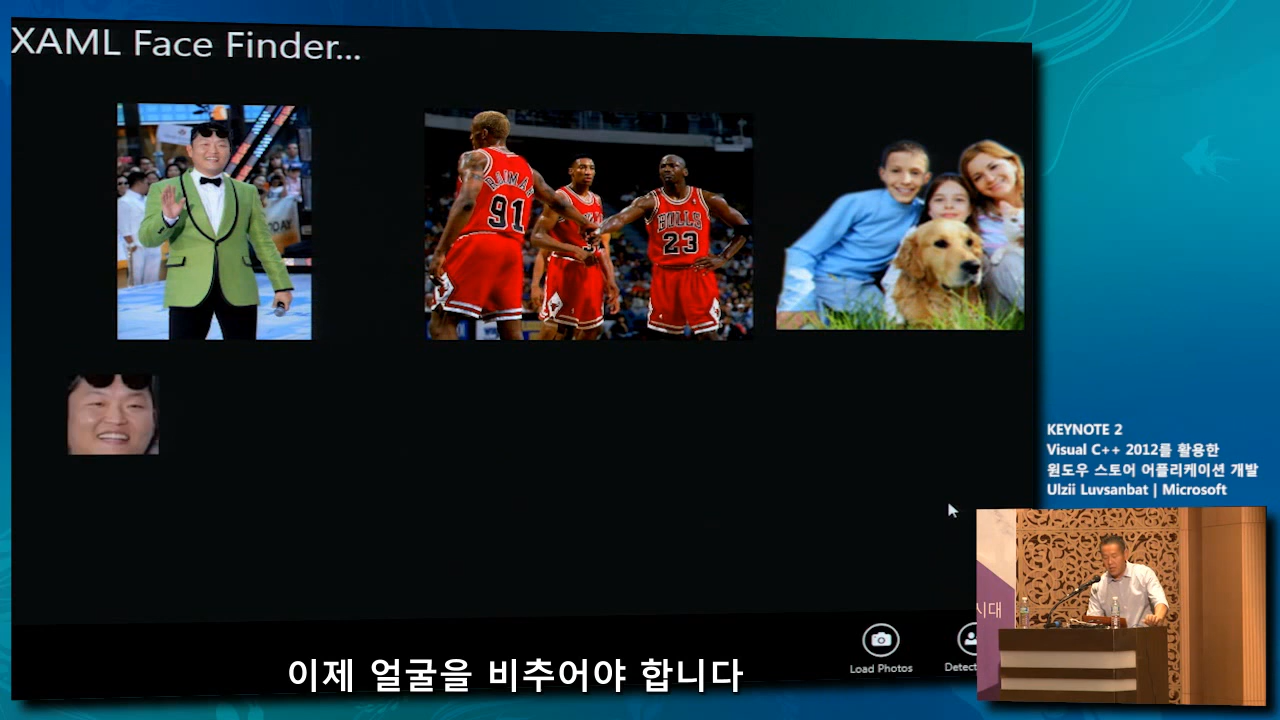 XAML Face Finder...
RODMAN
91
BULLS
23
KEYNOTE 2
Visual C++ 2012를 활용한
윈도우 스토어 어플리케이션 개발
Ulzii Luvsanbat | Microsoft
시대
Load Photos
Detect
이제 얼굴을 비추어야 합니다